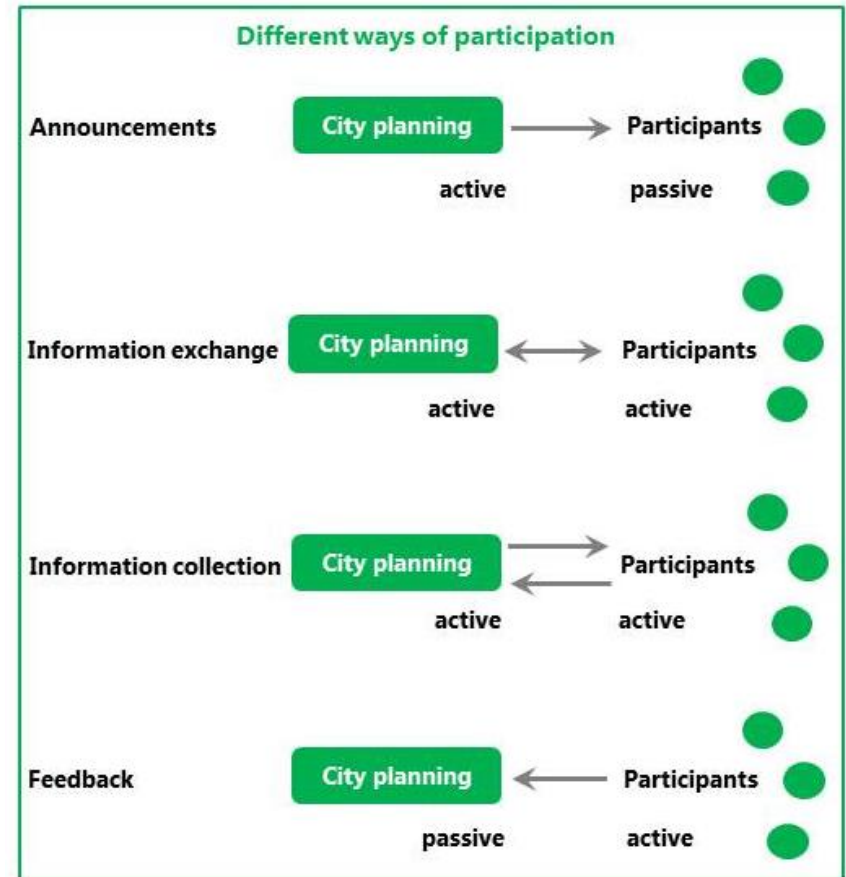 Different ways of participation
Announcements City planning Participants
active passive
Information exchange City planning Participants
active active
Information collection City planning Participants
active active
Feedback City planning Participants
passive active